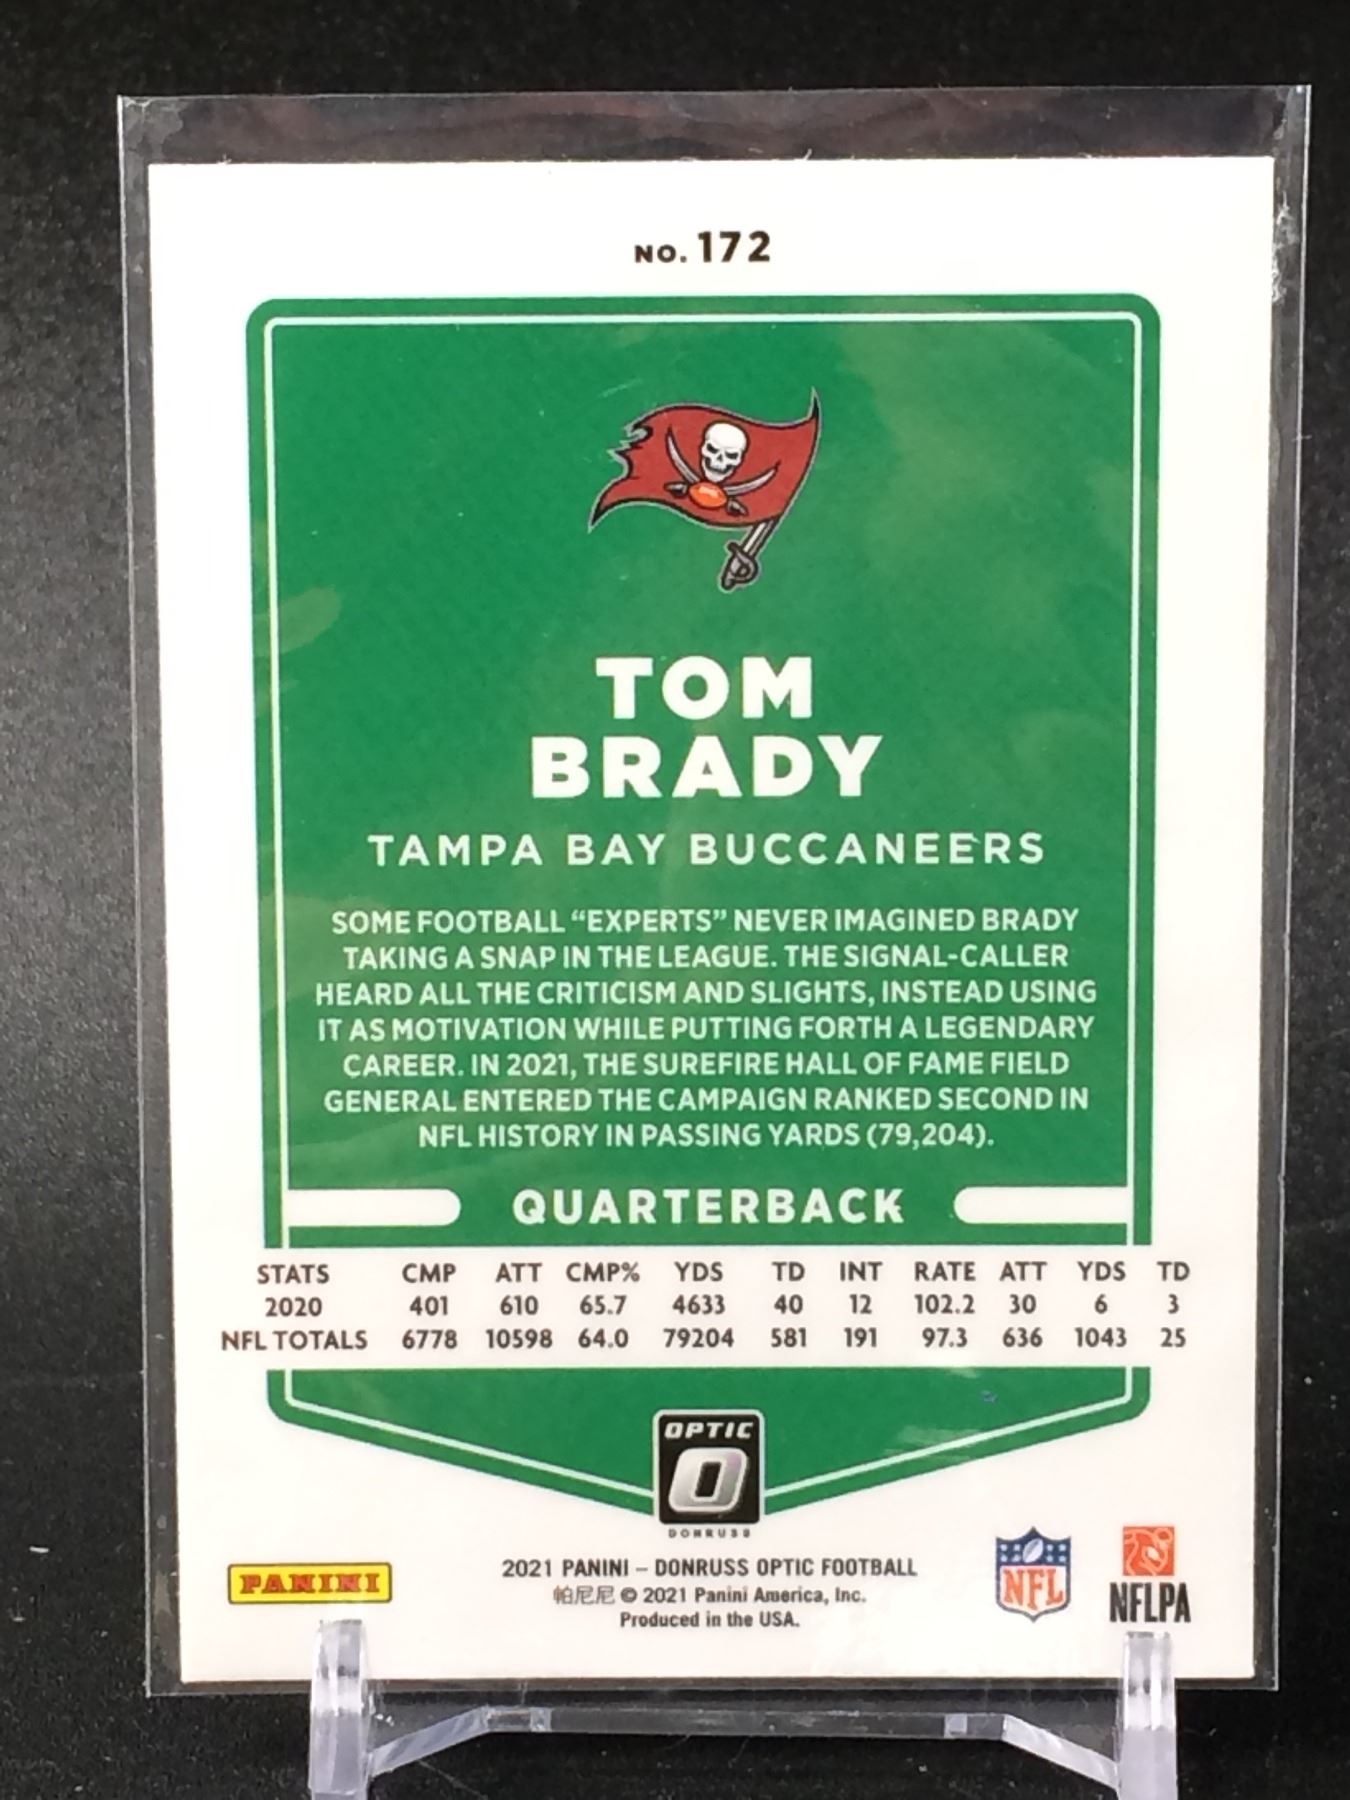 NO. 172
TOM
BRADY
TAMPA BAY BUCCANEERS
SOME FOOTBALL “EXPERTS” NEVER IMAGINED BRADY
TAKING A SNAP IN THE LEAGUE. THE SIGNAL-CALLER
HEARD ALL THE CRITICISM AND SLIGHTS, INSTEAD USING
IT AS MOTIVATION WHILE PUTTING FORTH A LEGENDARY
CAREER. IN 2021, THE SUREFIRE HALL OF FAME FIELD
GENERAL ENTERED THE CAMPAIGN RANKED SECOND IN
NFL HISTORY IN PASSING YARDS (79,204).
QUARTERBACK
STATS CMP ATT CMP% YDS TD INT RATE ATT YDS TD
2020 401 610 65.7 4633 40 12 102.2 30 6 3
NFL TOTALS 6778 10598 64.0 79204 581 191 97.3 636 1043 25
OPTIC
O
DONRUSS
PANINI
2021 PANINI – DONRUSS OPTIC FOOTBALL
帕尼尼 © 2021 Panini America, Inc.
Produced in the USA.
NFL
NFLPA